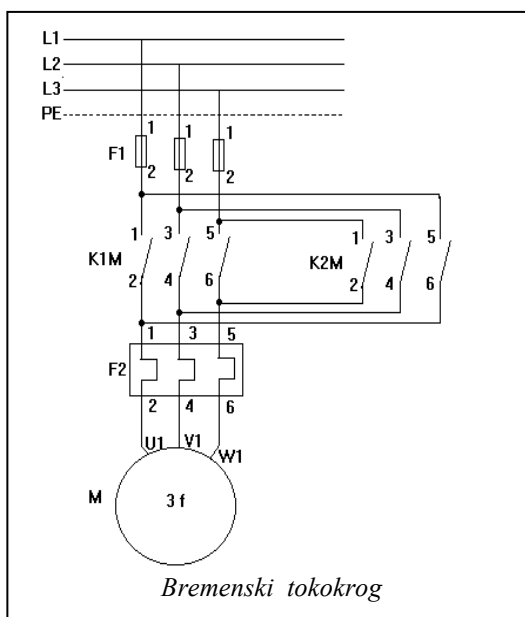 L1
L2
L3
PE
1 1 1
F1
2 2 2
1 3 5 1 3 5
K1M K2M
2 4 6 2 4 6
1 3 5
F2
2 4 6
U1 V1 W1
M 3 f
Bremenski tokokrog